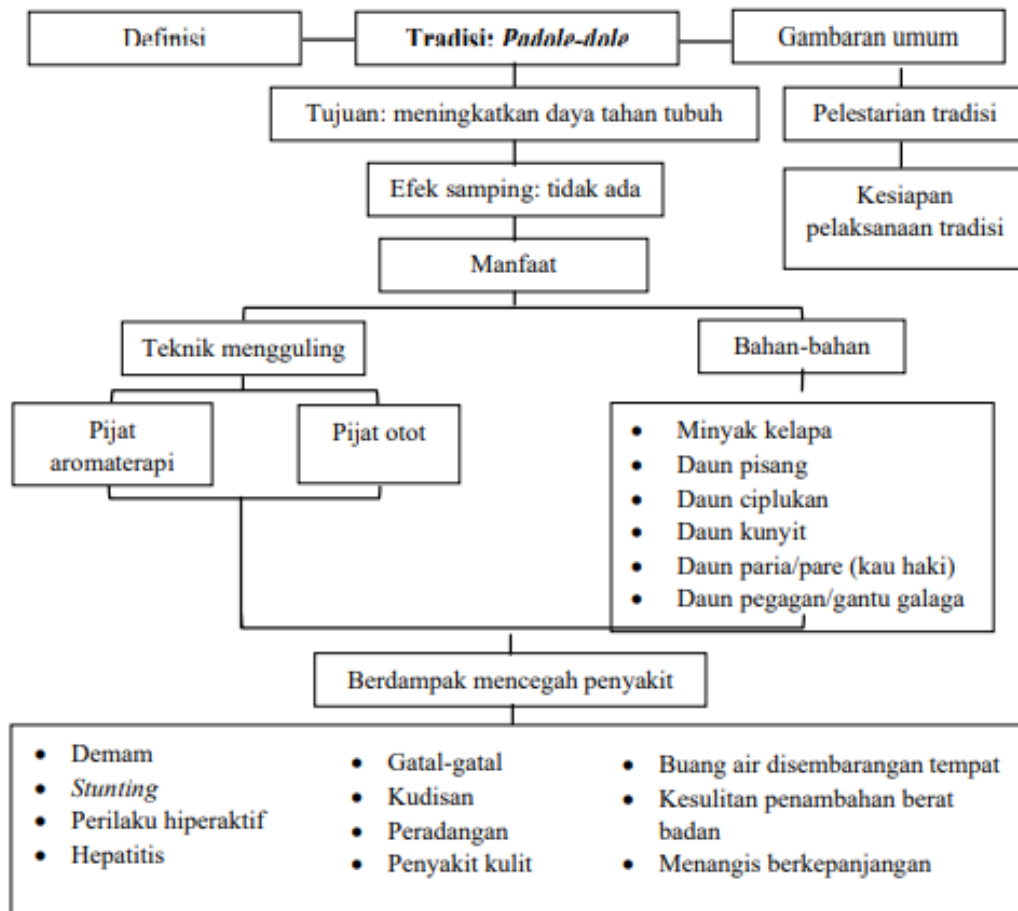 Definisi
Tradisi: Padole-dole
Gambaran umum
Tujuan: meningkatkan daya tahan tubuh
Pelestarian tradisi
Efek samping: tidak ada
Kesiapan
pelaksanaan tradisi
Manfaat
Teknik mengguling
Bahan-bahan
Pijat
aromaterapi
Pijat otot
• Minyak kelapa
• Daun pisang
• Daun ciplukan
• Daun kunyit
• Daun paria/pare (kau haki)
• Daun pegagan/gantu galaga
Berdampak mencegah penyakit
• Demam
• Stunting
• Perilaku hiperaktif
• Hepatitis
• Gatal-gatal
• Kudisan
• Peradangan
• Penyakit kulit
• Buang air disembarangan tempat
• Kesulitan penambahan berat
badan
• Menangis berkepanjangan